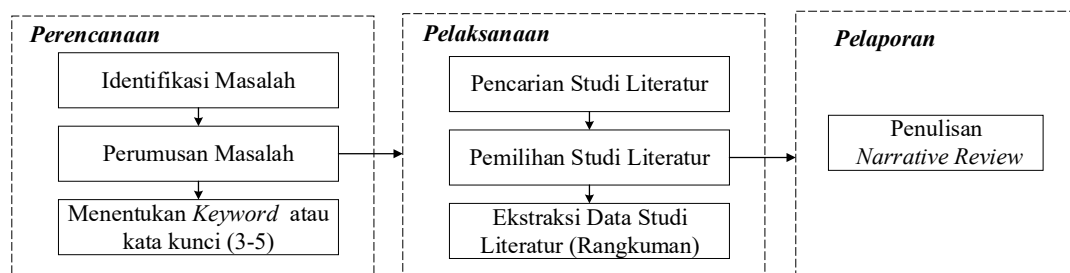 Perencanaan
Identifikasi Masalah
Perumusan Masalah
Menentukan Keyword atau
kata kunci (3-5)
Pelaksanaan
Pencarian Studi Literatur
Pemilihan Studi Literatur
Ekstraksi Data Studi
Literatur (Rangkuman)
Pelaporan
Penulisan
Narrative Review